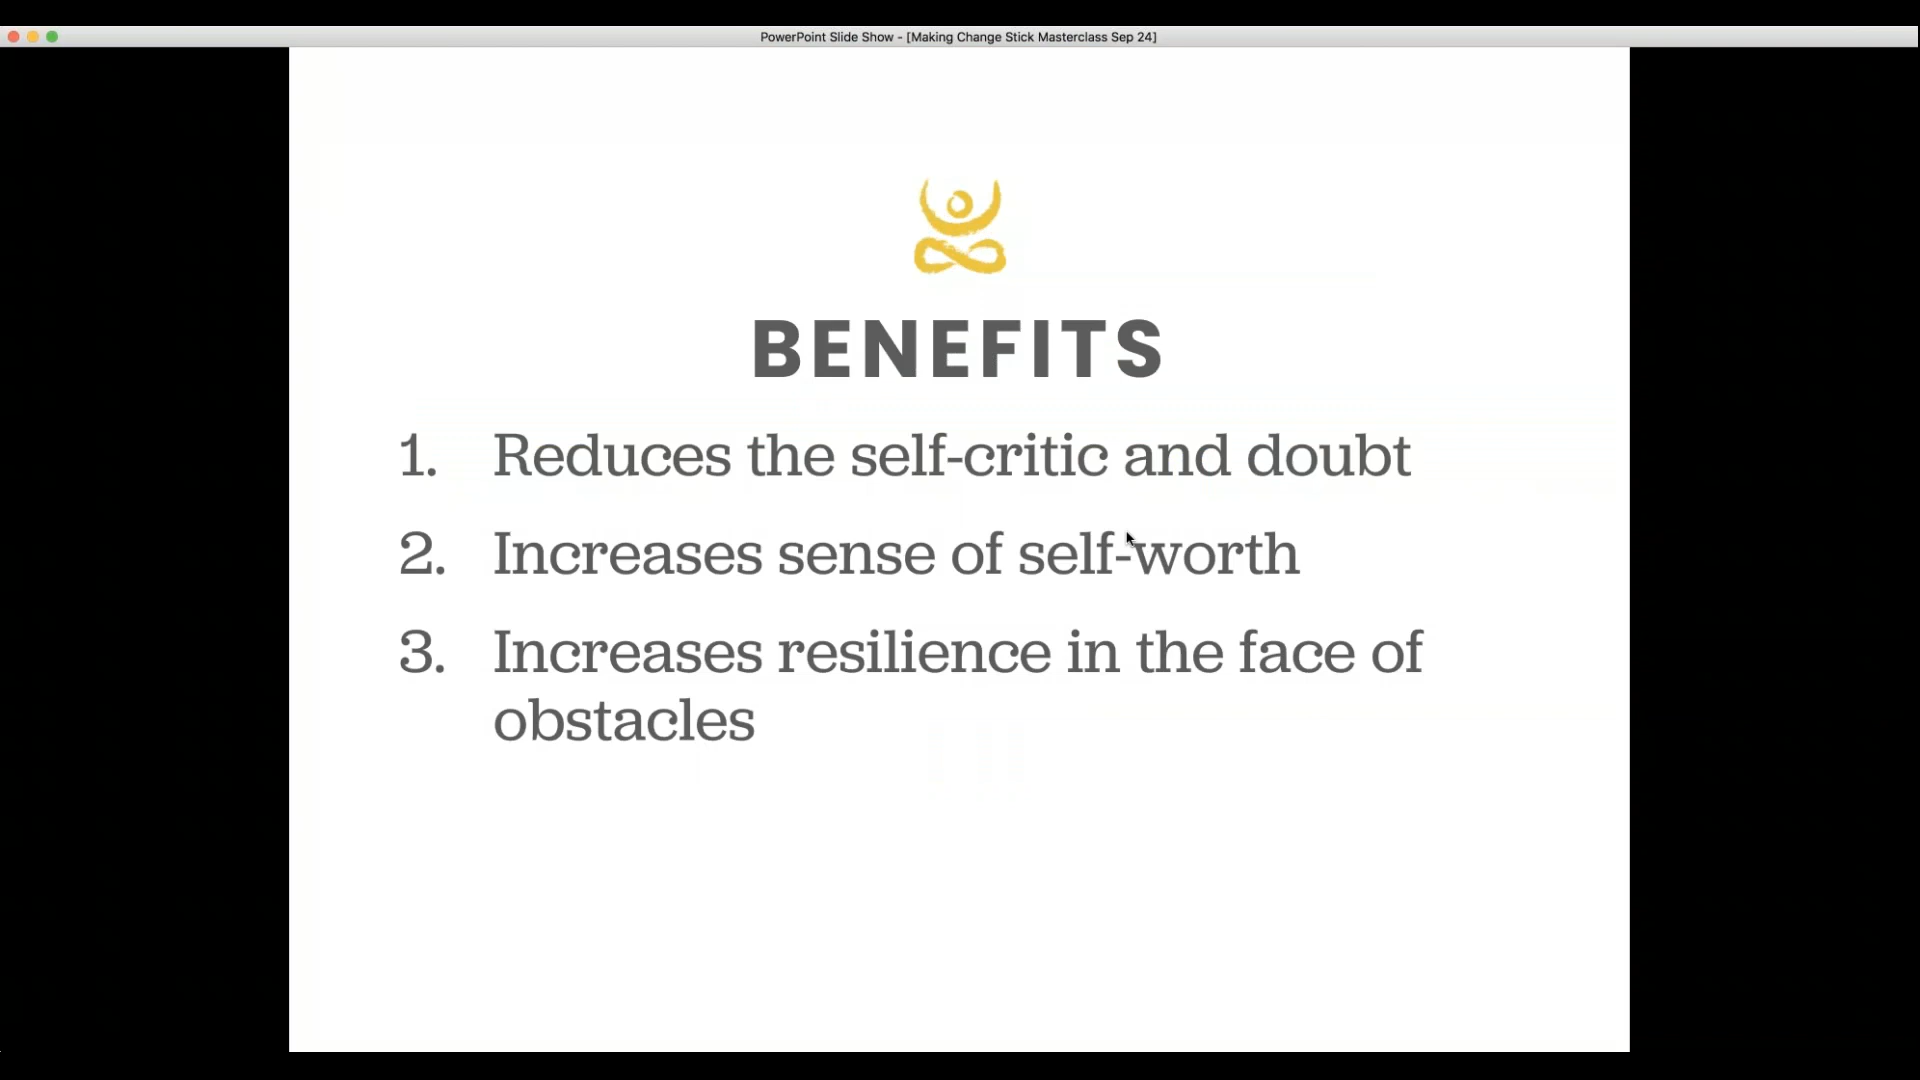 PowerPoint Slide Show - [Making Change Stick Masterclass Sep 24]
BENEFITS
1. Reduces the self-critic and doubt
2. Increases sense of self-worth
3. Increases resilience in the face of
obstacles